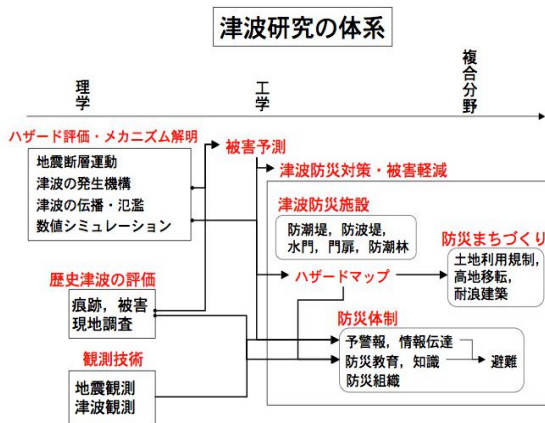 津波研究の体系
理学
工学
複合分野
ハザード評価・メカニズム解明
地震断層運動
津波の発生機構
津波の伝播・氾濫
数値シミュレーション
被害予測
津波防災対策・被害軽減
津波防災施設
防潮堤，防波堤，
水門，門扉，防潮林
防災まちづくり
土地利用規制，
高地移転，
耐浪建築
ハザードマップ
歴史津波の評価
痕跡，被害
現地調査
防災体制
予警報，情報伝達
防災教育，知識
防災組織
避難
観測技術
地震観測
津波観測